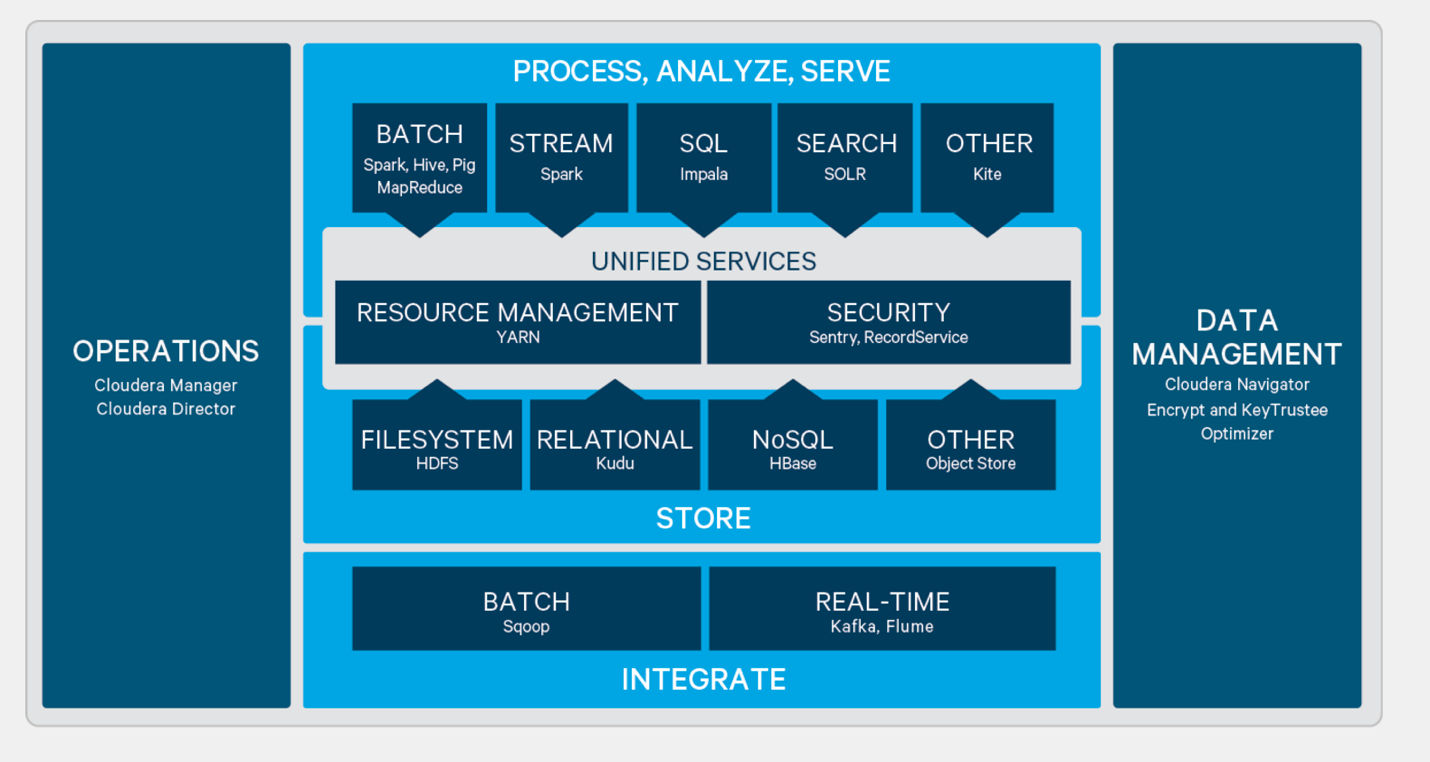 OPERATIONS
Cloudera Manager
Cloudera Director
PROCESS, ANALYZE, SERVE
BATCH
Spark, Hive, Pig
MapReduce
STREAM
Spark
SQL
Impala
SEARCH
SOLR
OTHER
Kite
UNIFIED SERVICES
RESOURCE MANAGEMENT
YARN
SECURITY
Sentry, RecordService
FILESYSTEM
HDFS
RELATIONAL
Kudu
NoSQL
HBase
OTHER
Object Store
STORE
BATCH
Sqoop
REAL-TIME
Kafka, Flume
INTEGRATE
DATA
MANAGEMENT
Cloudera Navigator
Encrypt and KeyTrustee
Optimizer